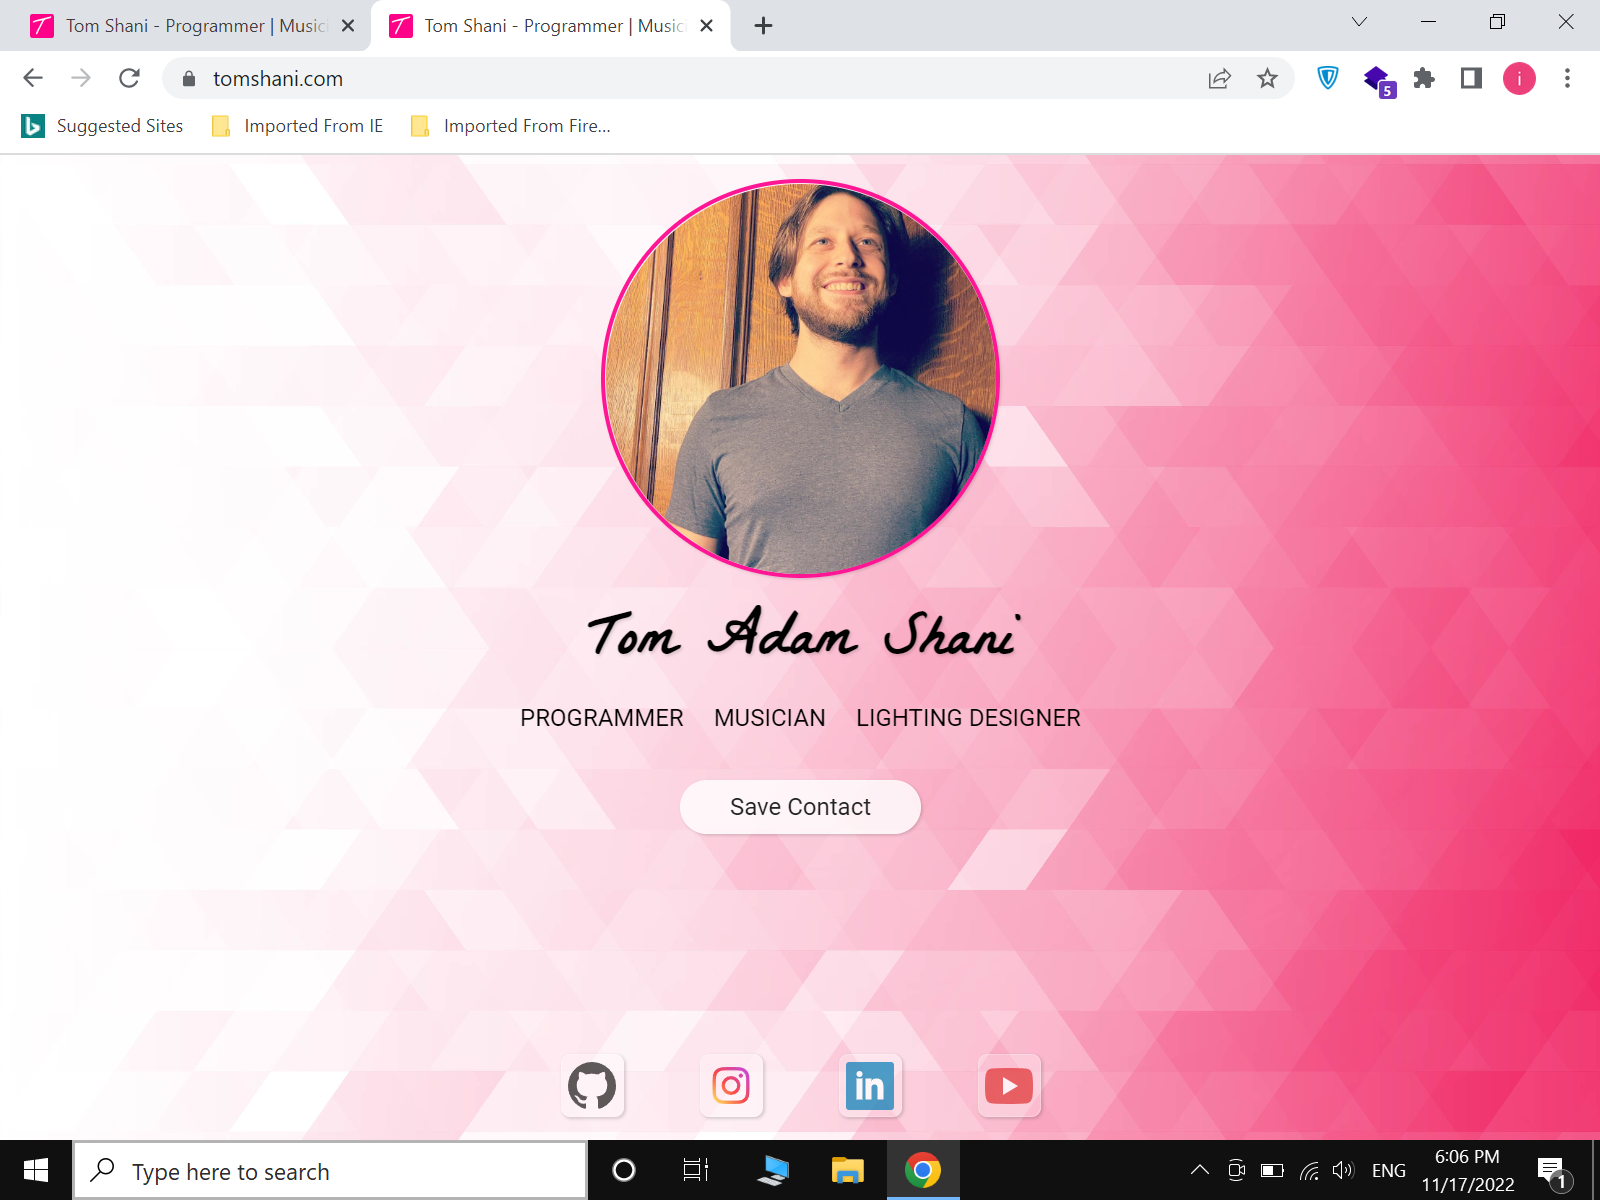 Tom Shani - Programmer | Musici
Tom Shani - Programmer | Musici
tomshani.com
5
i
Suggested Sites
Imported From IE
Imported From Fire...
Tom Adam Shani
PROGRAMMER MUSICIAN LIGHTING DESIGNER
Save Contact
in
Type here to search
ENG
6:06 PM
11/17/2022
1